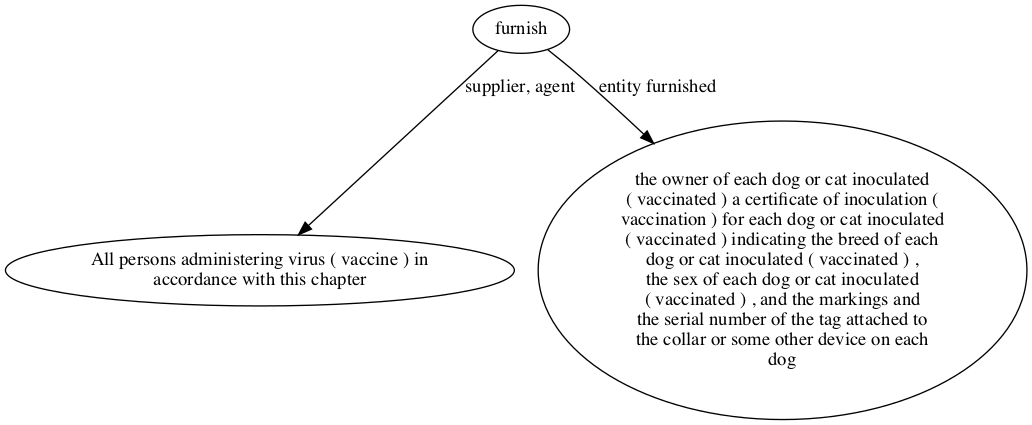 furnish
supplier, agent
entity furnished
All persons administering virus ( vaccine ) in
accordance with this chapter
the owner of each dog or cat inoculated
( vaccinated ) a certificate of inoculation (
vaccination ) for each dog or cat inoculated
( vaccinated ) indicating the breed of each
dog or cat inoculated ( vaccinated ) ,
the sex of each dog or cat inoculated
( vaccinated ) , and the markings and
the serial number of the tag attached to
the collar or some other device on each
dog